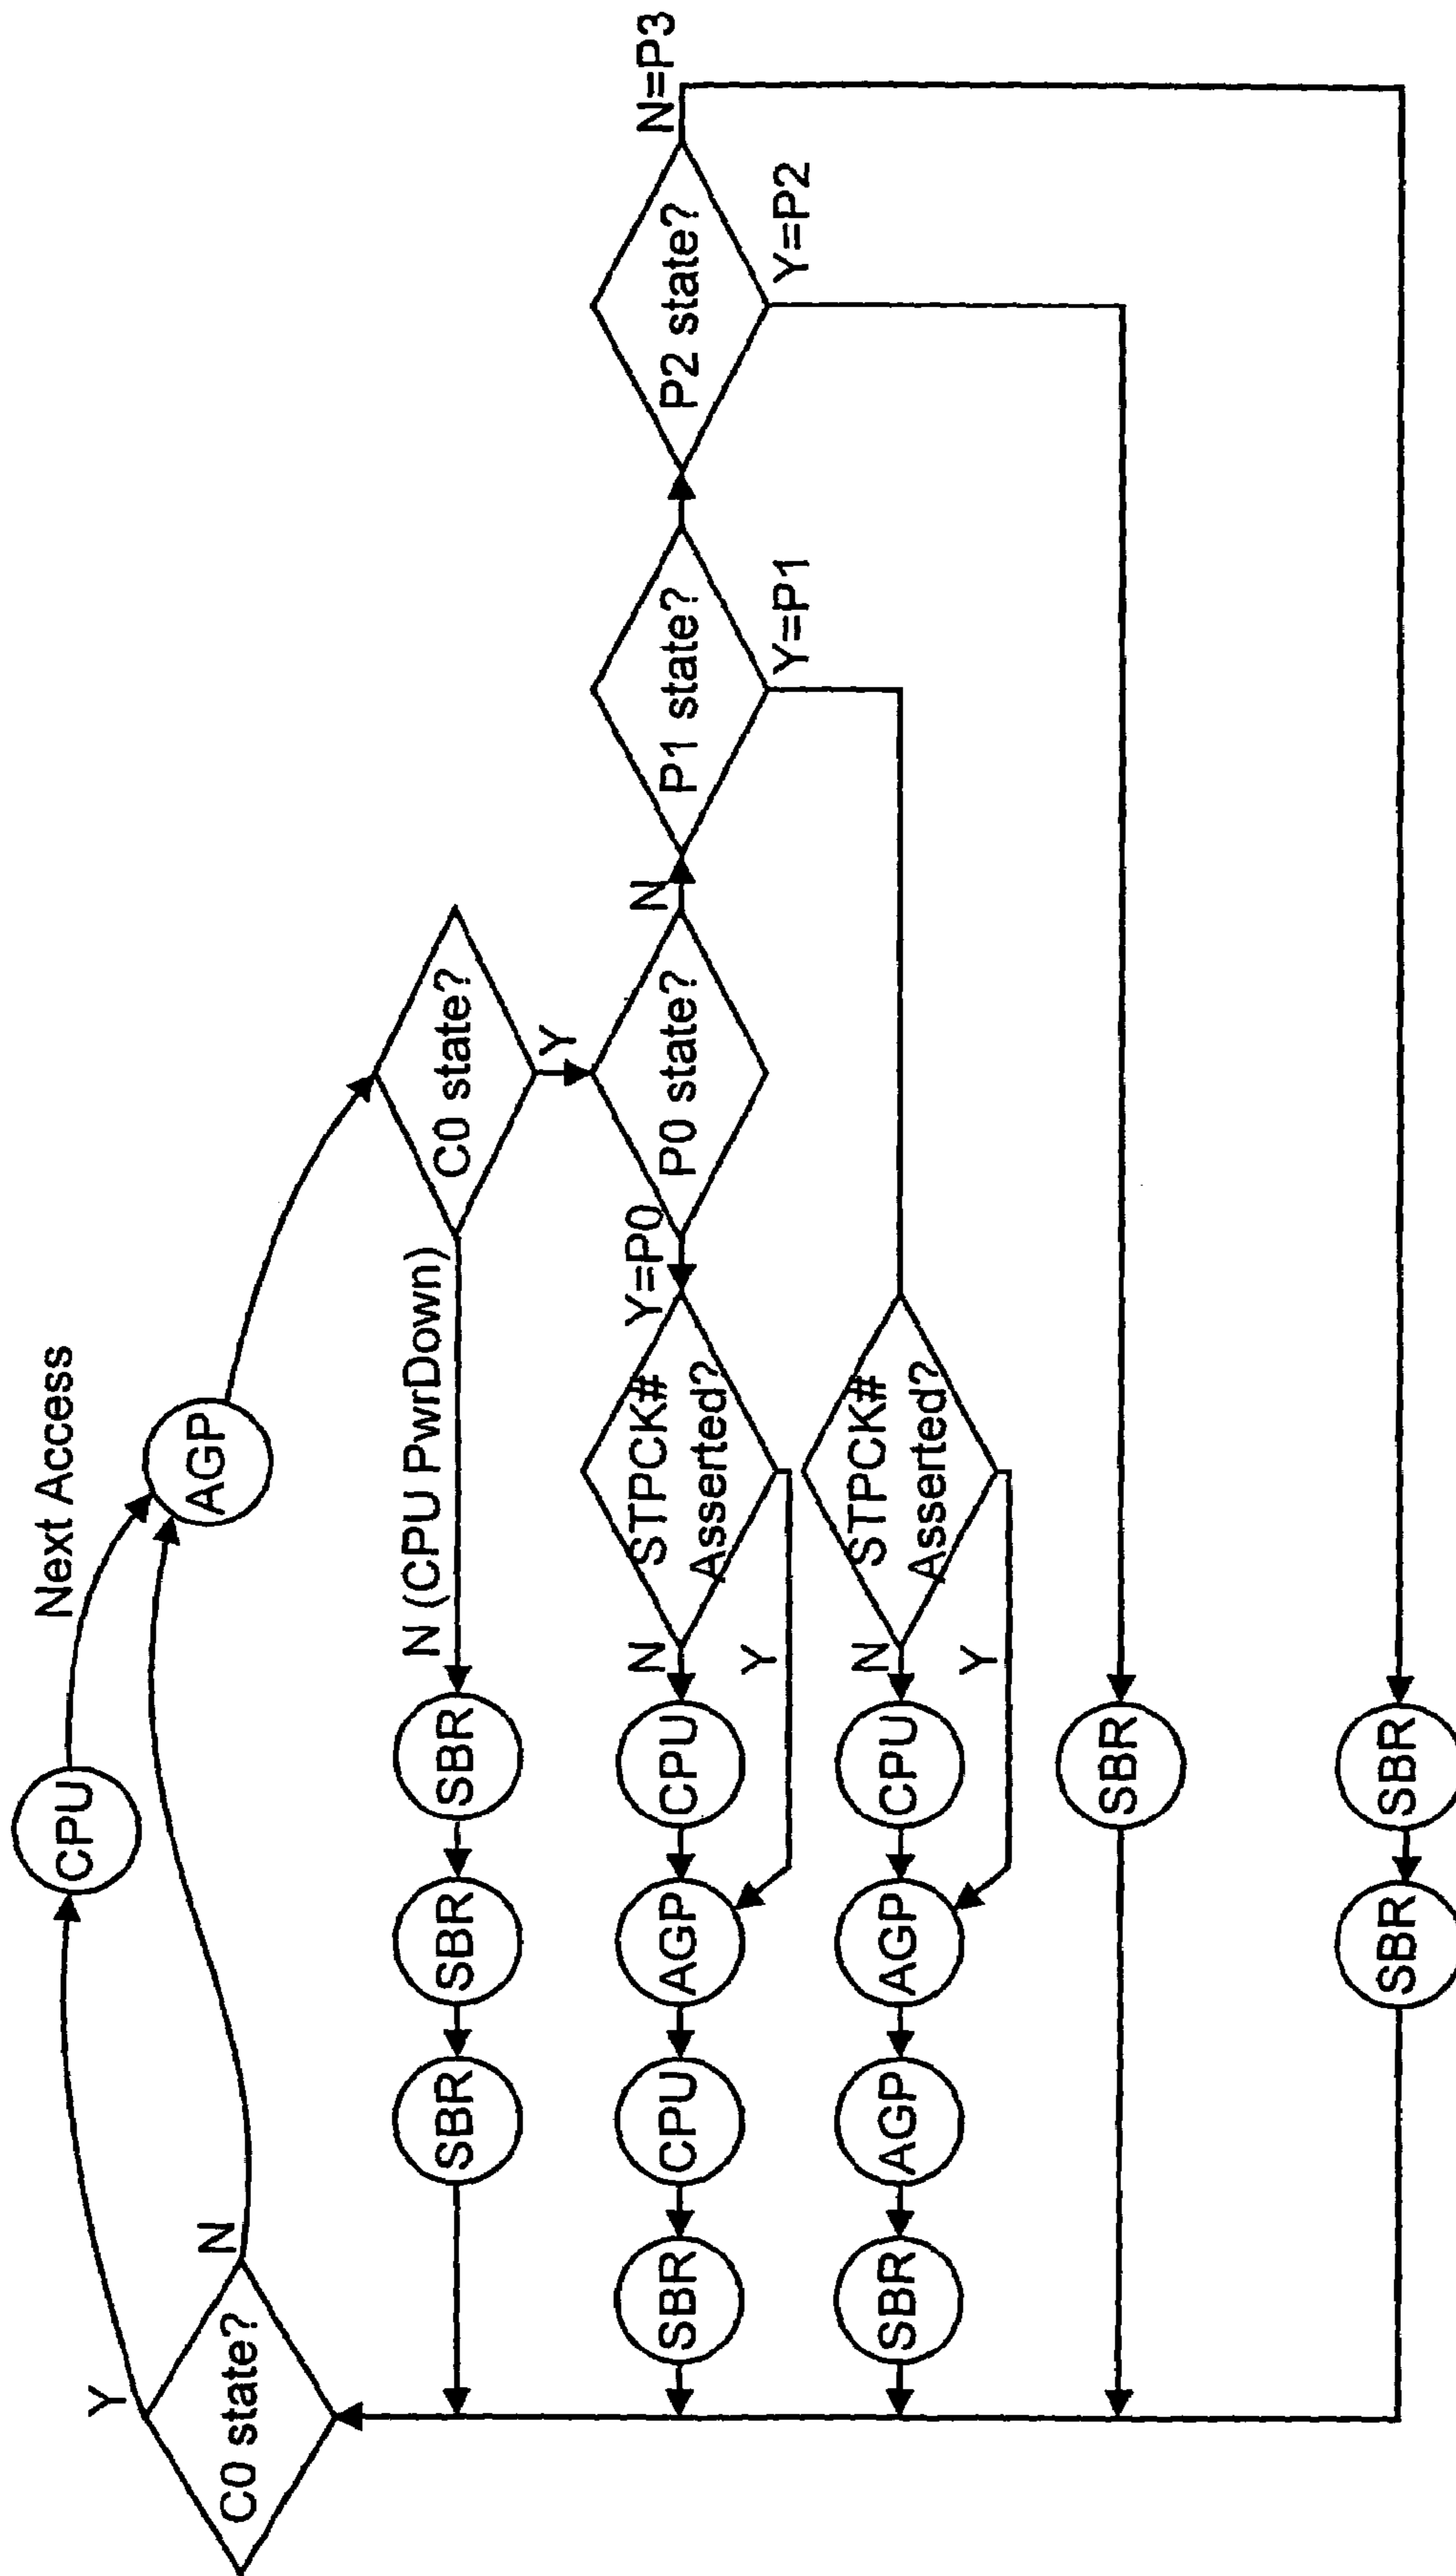 C0 state?
Y
N
CPU
Next Access
AGP
C0 state?
N (CPU PwrDown)
Y
SBR
SBR
SBR
P0 state?
Y=P0
N
STPCK#
Asserted?
N
Y
CPU
AGP
CPU
SBR
P1 state?
Y=P1
STPCK#
Asserted?
N
Y
CPU
AGP
AGP
SBR
P2 state?
Y=P2
N=P3
SBR
SBR
SBR